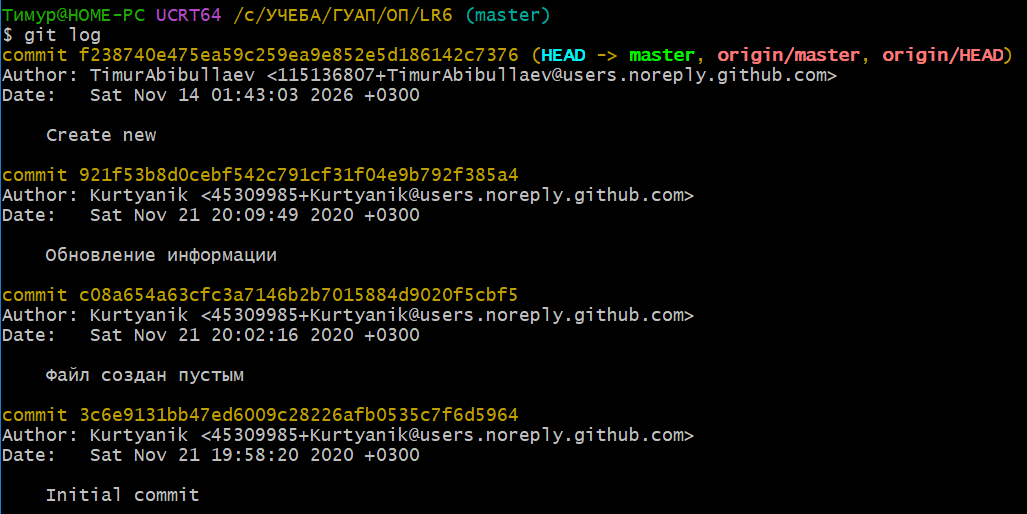 Тимур@HOME-PC UCRT64 /c/УЧЕБА/ГУАП/ОП/LR6 (master)
$ git log
commit f238740e475ea59c259ea9e852e5d186142c7376 (HEAD -> master, origin/master, origin/HEAD)
Author: TimurAbibullaev <115136807+TimurAbibullaev@users.noreply.github.com>
Date:   Sat Nov 14 01:43:03 2026 +0300
Create new
commit 921f53b8d0cebf542c791cf31f04e9b792f385a4
Author: Kurtyanik <45309985+Kurtyanik@users.noreply.github.com>
Date:   Sat Nov 21 20:09:49 2020 +0300
Обновление информации
commit c08a654a63cfc3a7146b2b7015884d9020f5cbf5
Author: Kurtyanik <45309985+Kurtyanik@users.noreply.github.com>
Date:   Sat Nov 21 20:02:16 2020 +0300
Файл создан пустым
commit 3c6e9131bb47ed6009c28226afb0535c7f6d5964
Author: Kurtyanik <45309985+Kurtyanik@users.noreply.github.com>
Date:   Sat Nov 21 19:58:20 2020 +0300
Initial commit